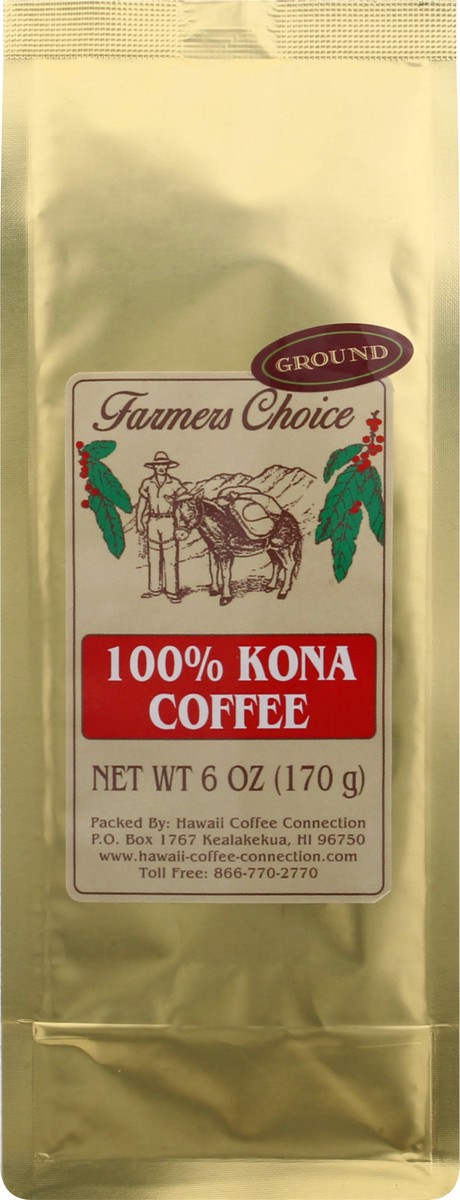 GROUND
Farmers Choice
100% KONA
COFFEE
NET WT 6 OZ (170 g)
Packed By: Hawaii Coffee Connection
P.O. Box 1767 Kealakekua, HI 96750
www.hawaii-coffee-connection.com
Toll Free: 866-770-2770